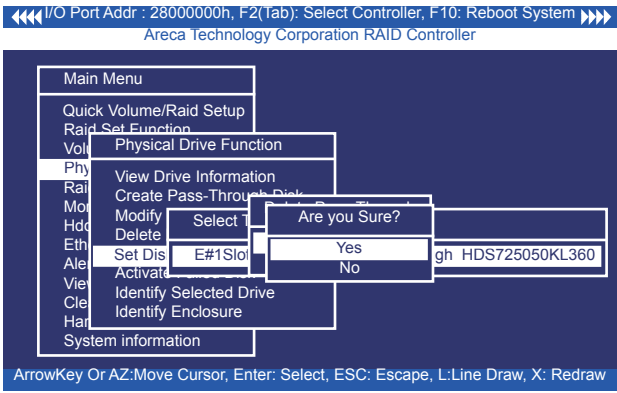 I/O Port Addr : 28000000h, F2(Tab): Select Controller, F10: Reboot System
Areca Technology Corporation RAID Controller
Main Menu
Quick Volume/Raid Setup
Raid Set Function
Physical Drive Function
View Drive Information
Create Pass-Through Disk
Modify
Select
Are you Sure?
Delete
Yes
Set Dis
E#1Slot
gh HDS725050KL360
No
Identify Selected Drive
Identify Enclosure
System information
ArrowKey Or AZ:Move Cursor, Enter: Select, ESC: Escape, L:Line Draw, X: Redraw